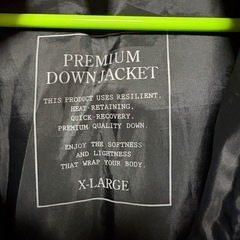 PREMIUM
DOWN JACKET
THIS PRODUCT USES RESILIENT,
HEAT-RETAINING,
QUICK-RECOVERY,
PREMIUM QUALITY DOWN.
ENJOY THE SOFTNESS
AND LIGHTNESS
THAT WRAP YOUR BODY.
X-LARGE